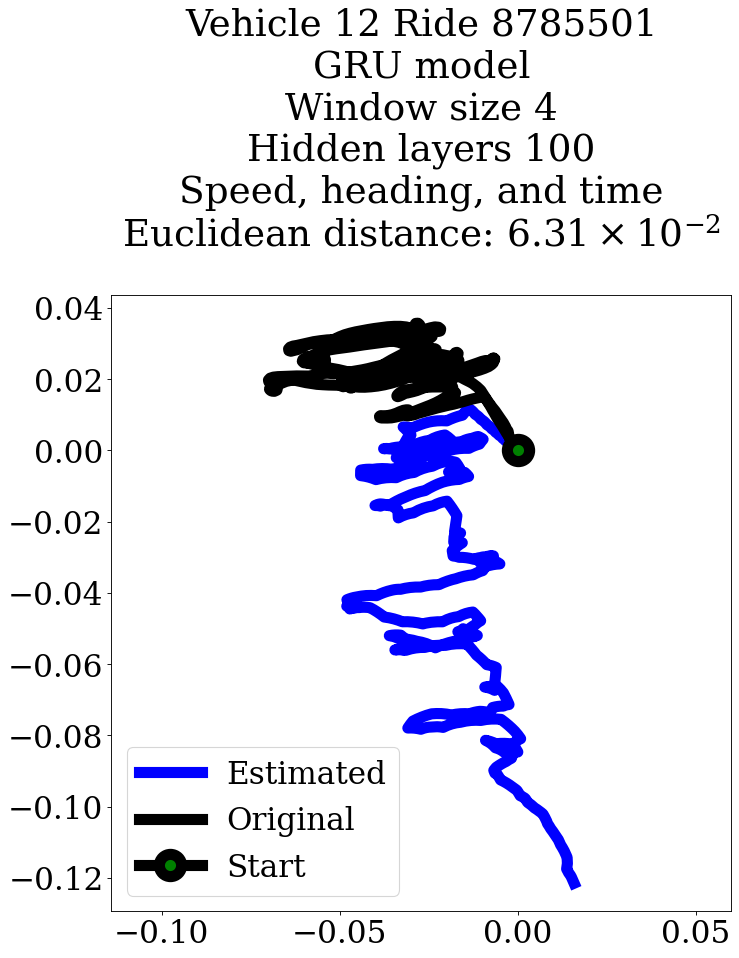 Vehicle 12 Ride 8785501
GRU model
Window size 4
Hidden layers 100
Speed, heading, and time
Euclidean distance: 6.31 × 10⁻²
0.04
0.02
0.00
−0.02
−0.04
−0.06
−0.08
−0.10
−0.12
Estimated
Original
Start
−0.10 −0.05 0.00 0.05